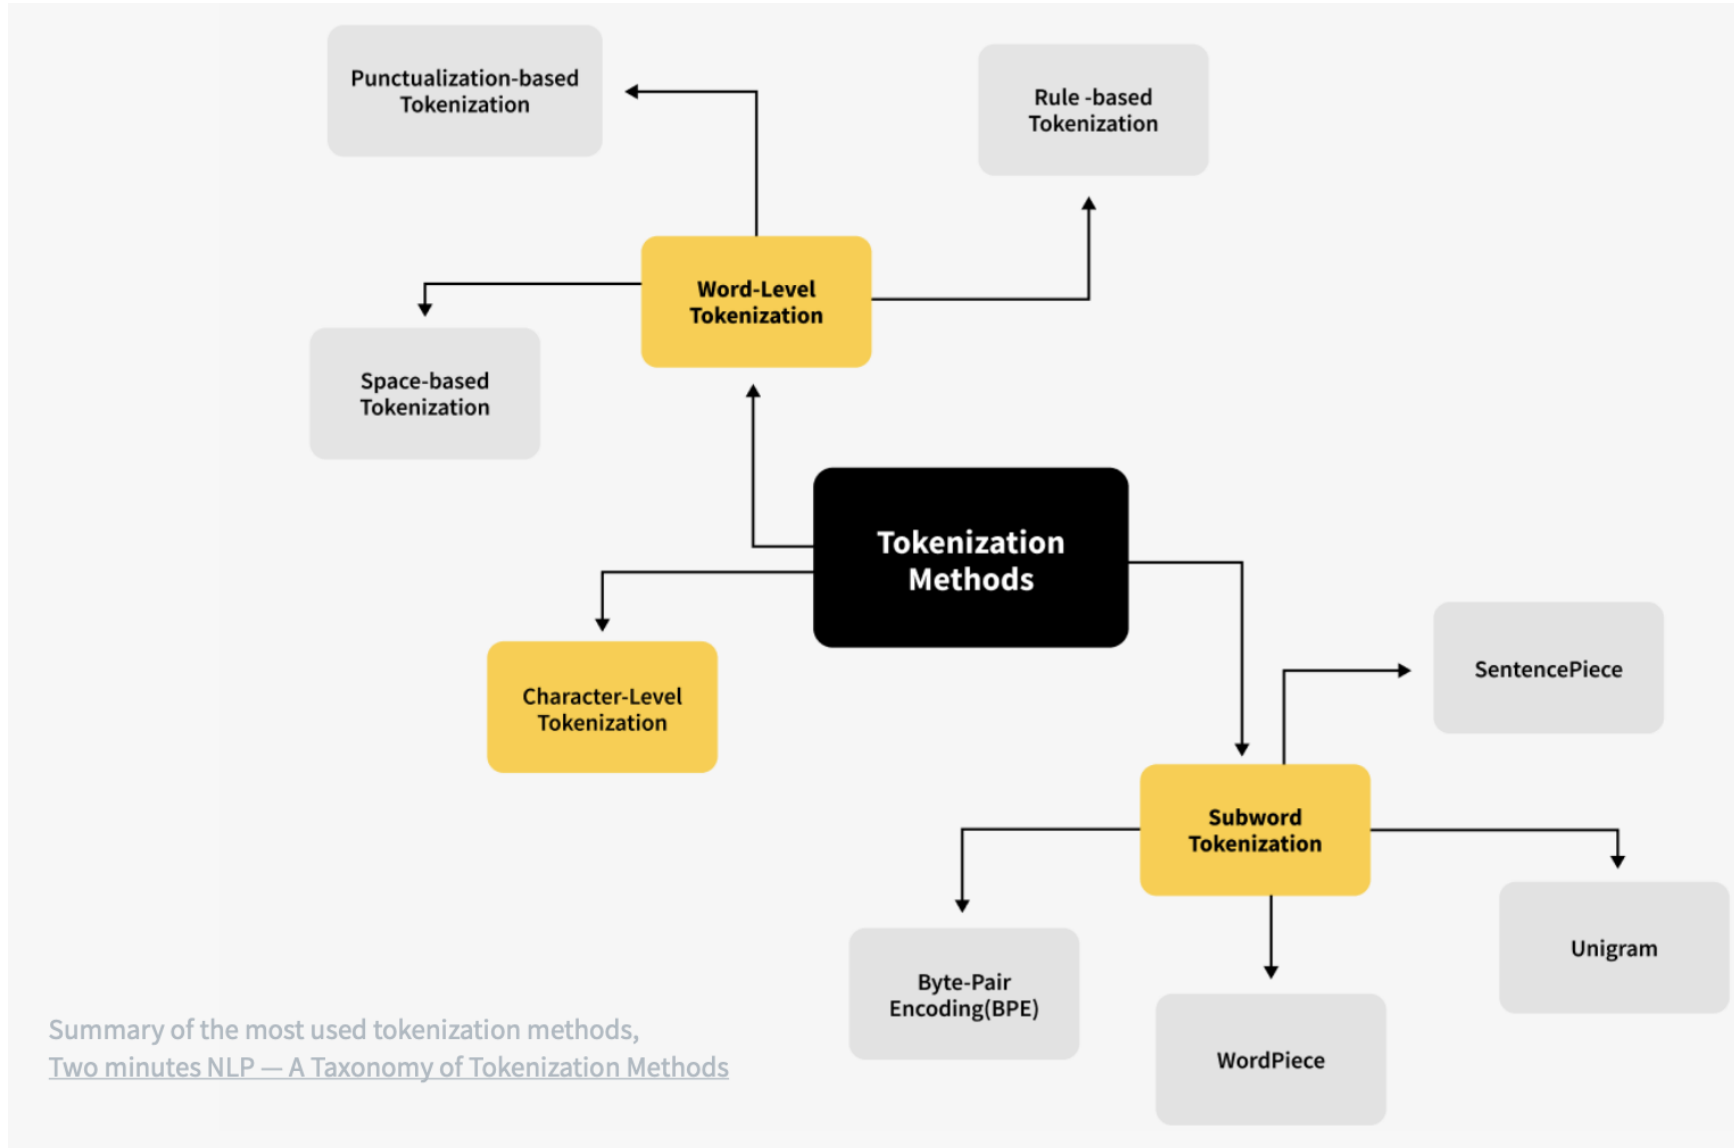 Punctualization-based
Tokenization
Rule -based
Tokenization
Word-Level
Tokenization
Space-based
Tokenization
Tokenization
Methods
Character-Level
Tokenization
SentencePiece
Subword
Tokenization
Unigram
Byte-Pair
Encoding(BPE)
WordPiece
Summary of the most used tokenization methods,
Two minutes NLP — A Taxonomy of Tokenization Methods